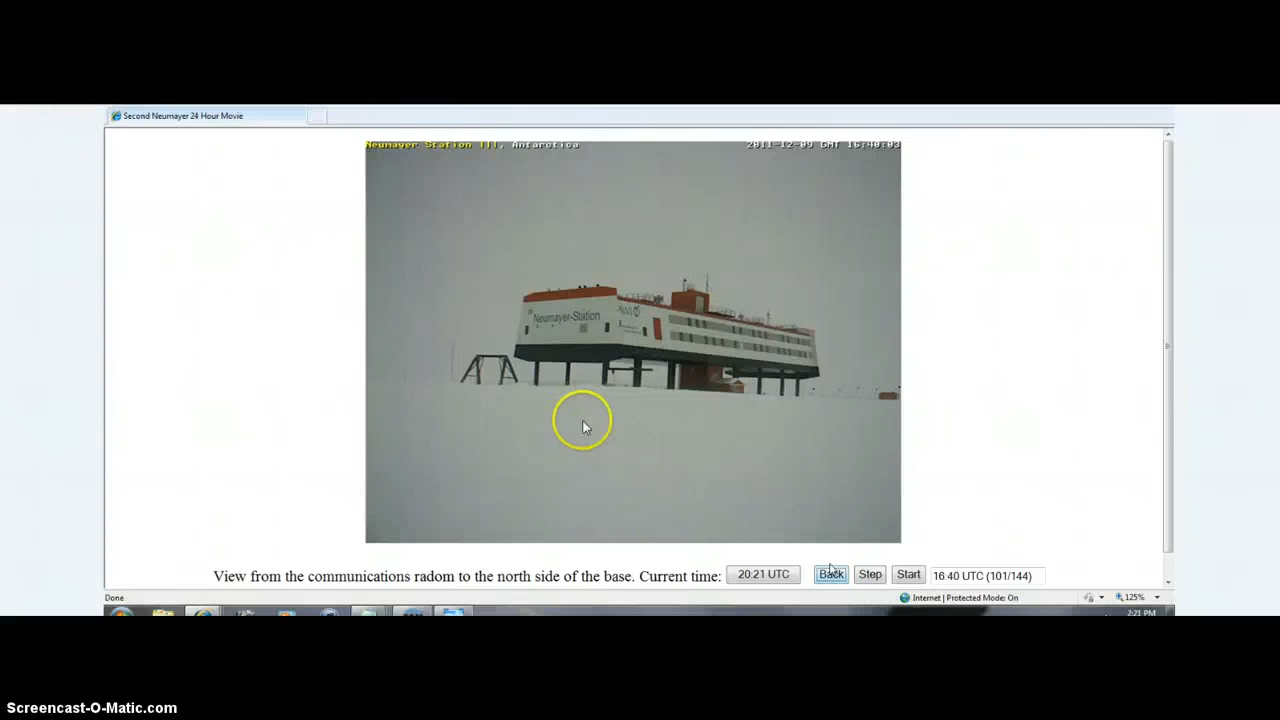 Second Neumayer 24 Hour Movie
Neumayer Station III, Antarctica 2011-12-09 GMT 16:40:03
Neumayer-Station
AWI
View from the communications radom to the north side of the base. Current time: 20:21 UTC Back Step Start 16:40 UTC (101/144)
Done Internet | Protected Mode: On 125%
2:21 PM
Screencast-O-Matic.com